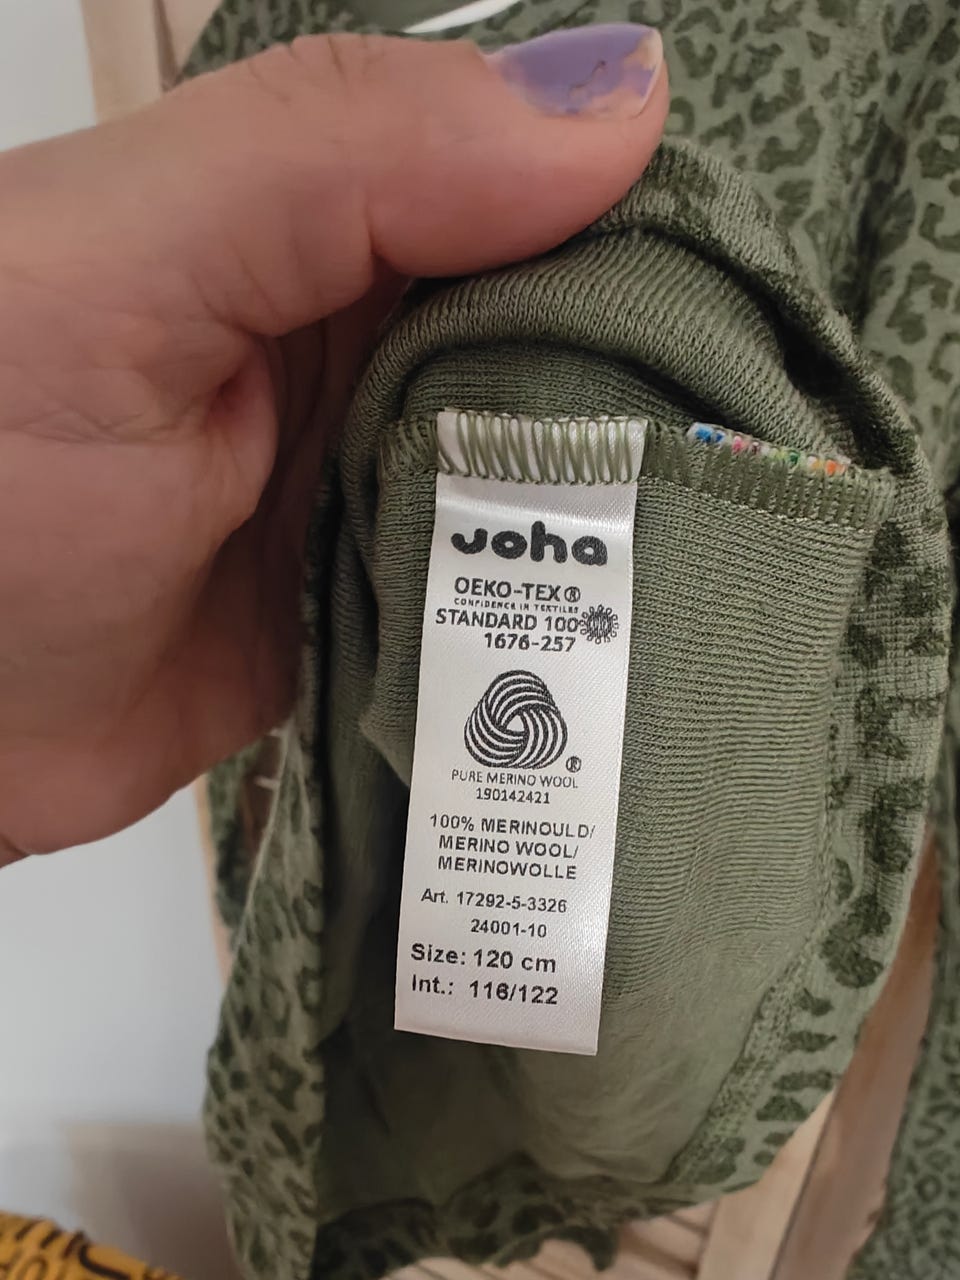 Joha
OEKO-TEX®
CONFIDENCE IN TEXTILES
STANDARD 100
1676-257
®
PURE MERINO WOOL
190142421
100% MERINOULD/
MERINO WOOL/
MERINOWOLLE
Art. 17292-5-3326
24001-10
Size: 120 cm
Int.: 116/122